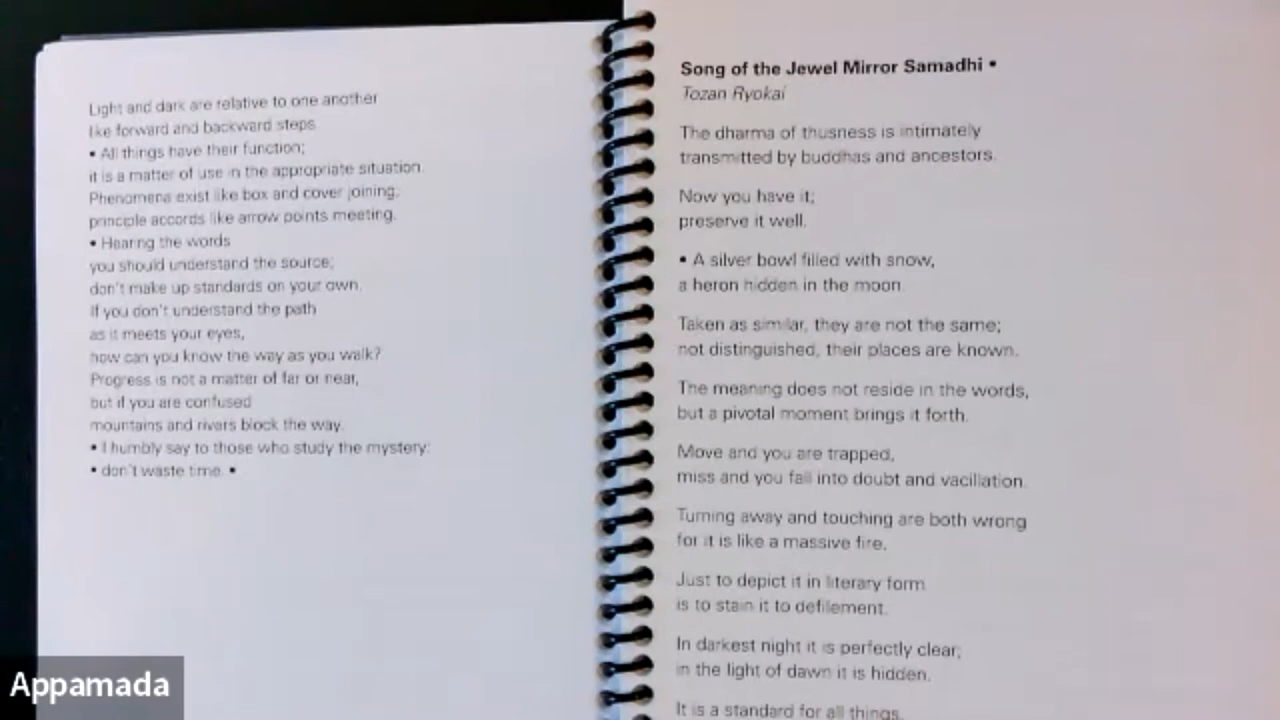 Light and dark are relative to one another
like forward and backward steps.
• All things have their function;
it is a matter of use in the appropriate situation.
Phenomena exist like box and cover joining;
principle accords like arrow points meeting.
• Hearing the words
you should understand the source;
don't make up standards on your own.
If you don't understand the path
as it meets your eyes,
how can you know the way as you walk?
Progress is not a matter of far or near,
but if you are confused
mountains and rivers block the way.
• I humbly say to those who study the mystery:
• don't waste time. •
Song of the Jewel Mirror Samadhi •
Tozan Ryokai
The dharma of thusness is intimately
transmitted by buddhas and ancestors.
Now you have it;
preserve it well.
• A silver bowl filled with snow,
a heron hidden in the moon.
Taken as similar, they are not the same;
not distinguished, their places are known.
The meaning does not reside in the words,
but a pivotal moment brings it forth.
Move and you are trapped,
miss and you fall into doubt and vacillation.
Turning away and touching are both wrong
for it is like a massive fire.
Just to depict it in literary form
is to stain it to defilement.
In darkest night it is perfectly clear;
in the light of dawn it is hidden.
It is a standard for all things.
Appamada